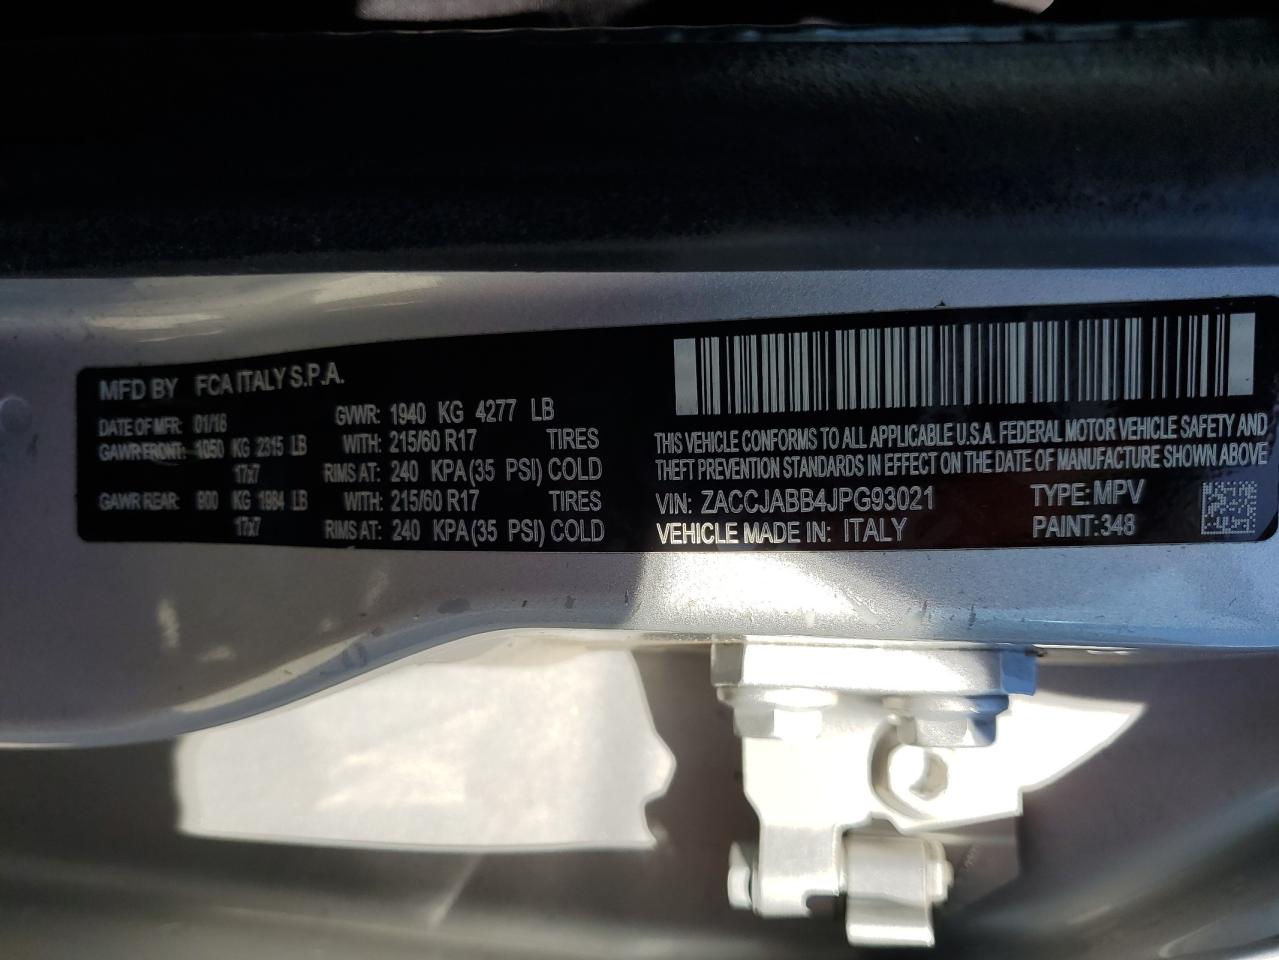 MFD BY FCA ITALY S.P.A.
DATE OF MFR: 01/18 GVWR: 1940 KG 4277 LB
GAWR FRONT: 1050 KG 2315 LB WITH: 215/60 R17 TIRES
17x7 RIMS AT: 240 KPA(35 PSI) COLD
GAWR REAR: 900 KG 1984 LB WITH: 215/60 R17 TIRES
17x7 RIMS AT: 240 KPA(35 PSI) COLD
THIS VEHICLE CONFORMS TO ALL APPLICABLE U.S.A. FEDERAL MOTOR VEHICLE SAFETY AND
THEFT PREVENTION STANDARDS IN EFFECT ON THE DATE OF MANUFACTURE SHOWN ABOVE
VIN: ZACCJABB4JPG93021 TYPE: MPV
VEHICLE MADE IN: ITALY PAINT: 348